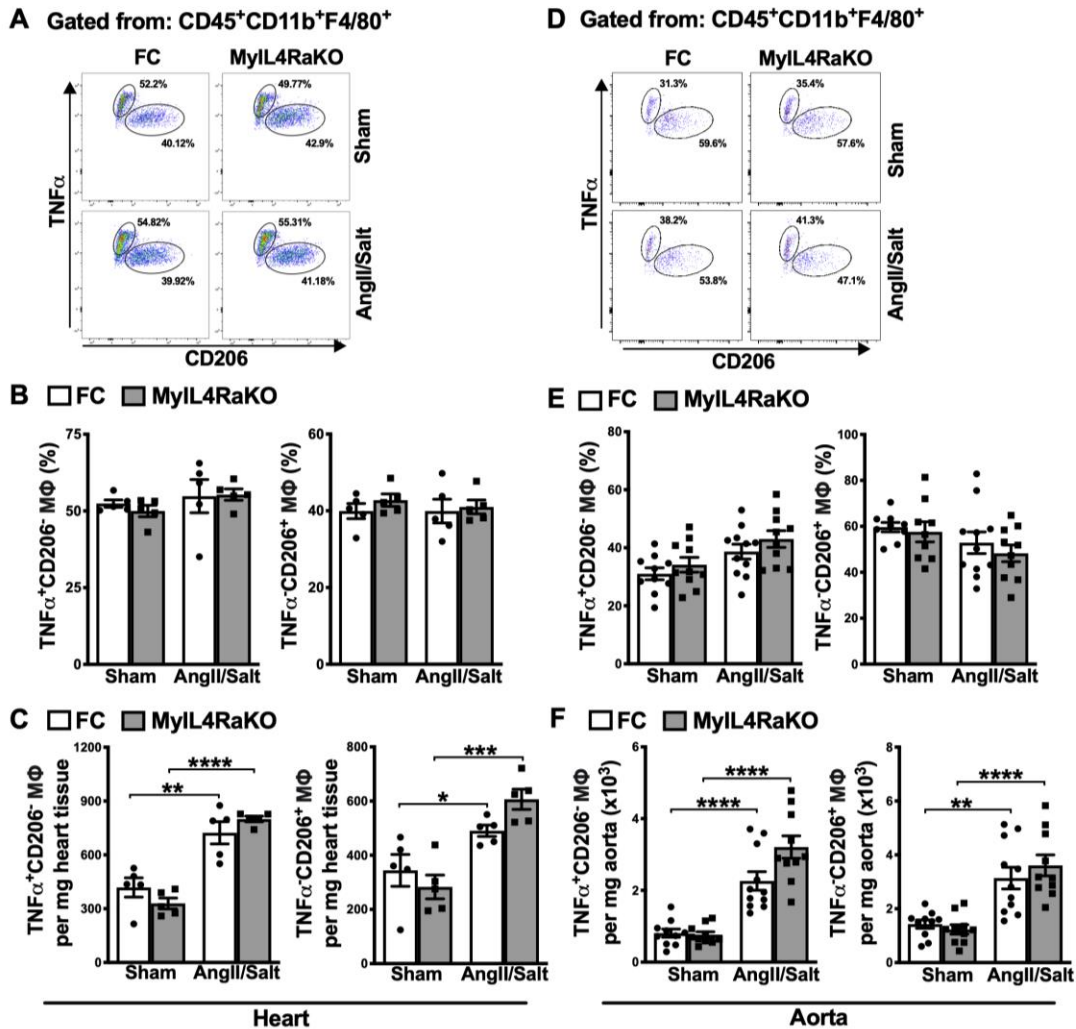 A Gated from: CD45⁺CD11b⁺F4/80⁺
FC MylL4RaKO
52.2% 49.77%
40.12% 42.9%
Sham
54.82% 55.31%
39.92% 41.18%
AngII/Salt
TNFα
CD206
D Gated from: CD45⁺CD11b⁺F4/80⁺
FC MylL4RaKO
31.3% 35.4%
59.6% 57.6%
Sham
38.2% 41.3%
53.8% 47.1%
AngII/Salt
TNFα
CD206
B FC MylL4RaKO
TNFα⁺CD206⁻ MΦ (%)
75
50
25
0
Sham AngII/Salt
TNFα⁻CD206⁺ MΦ (%)
60
40
20
0
Sham AngII/Salt
E FC MylL4RaKO
TNFα⁺CD206⁻ MΦ (%)
80
60
40
20
0
Sham AngII/Salt
TNFα⁻CD206⁺ MΦ (%)
100
80
60
40
20
0
Sham AngII/Salt
C FC MylL4RaKO
TNFα⁺CD206⁻ MΦ
per mg heart tissue
1200
900
600
300
0
****
**
Sham AngII/Salt
TNFα⁻CD206⁺ MΦ
per mg heart tissue
800
600
400
200
0
***
*
Sham AngII/Salt
Heart
F FC MylL4RaKO
TNFα⁺CD206⁻ MΦ
per mg aorta (x10³)
6
4
2
0
****
****
Sham AngII/Salt
TNFα⁻CD206⁺ MΦ
per mg aorta (x10³)
8
6
4
2
0
****
**
Sham AngII/Salt
Aorta